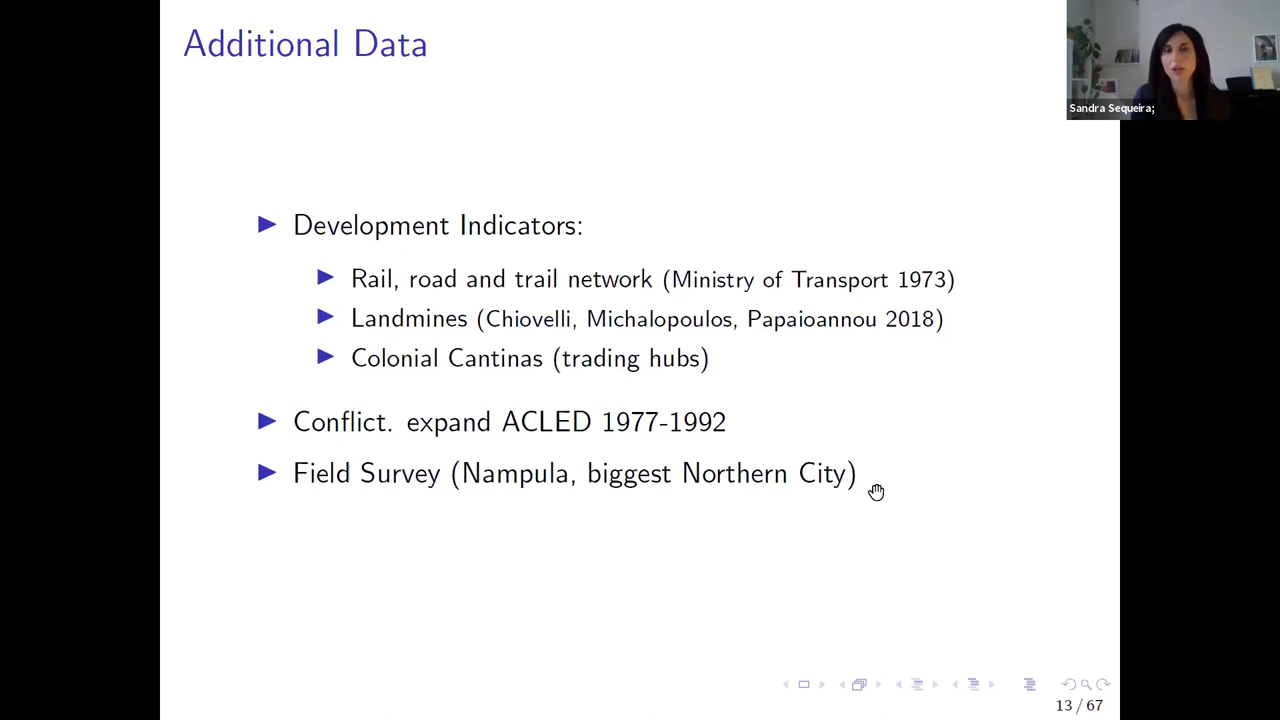 Additional Data
Sandra Sequeira;
Development Indicators:
Rail, road and trail network (Ministry of Transport 1973)
Landmines (Chiovelli, Michalopoulos, Papaioannou 2018)
Colonial Cantinas (trading hubs)
Conflict. expand ACLED 1977-1992
Field Survey (Nampula, biggest Northern City)
13 / 67